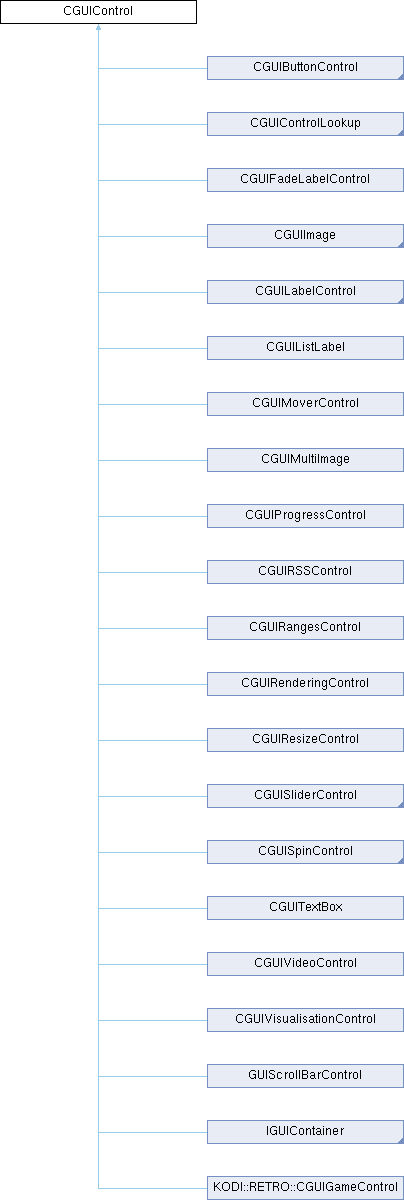 CGUIControl
CGUIButtonControl
CGUIControlLookup
CGUIFadeLabelControl
CGUIImage
CGUILabelControl
CGUIListLabel
CGUIMoverControl
CGUIMultiImage
CGUIProgressControl
CGUIRSSControl
CGUIRangesControl
CGUIRenderingControl
CGUIResizeControl
CGUISliderControl
CGUISpinControl
CGUITextBox
CGUIVideoControl
CGUIVisualisationControl
GUIScrollBarControl
IGUIContainer
KODI::RETRO::CGUIGameControl